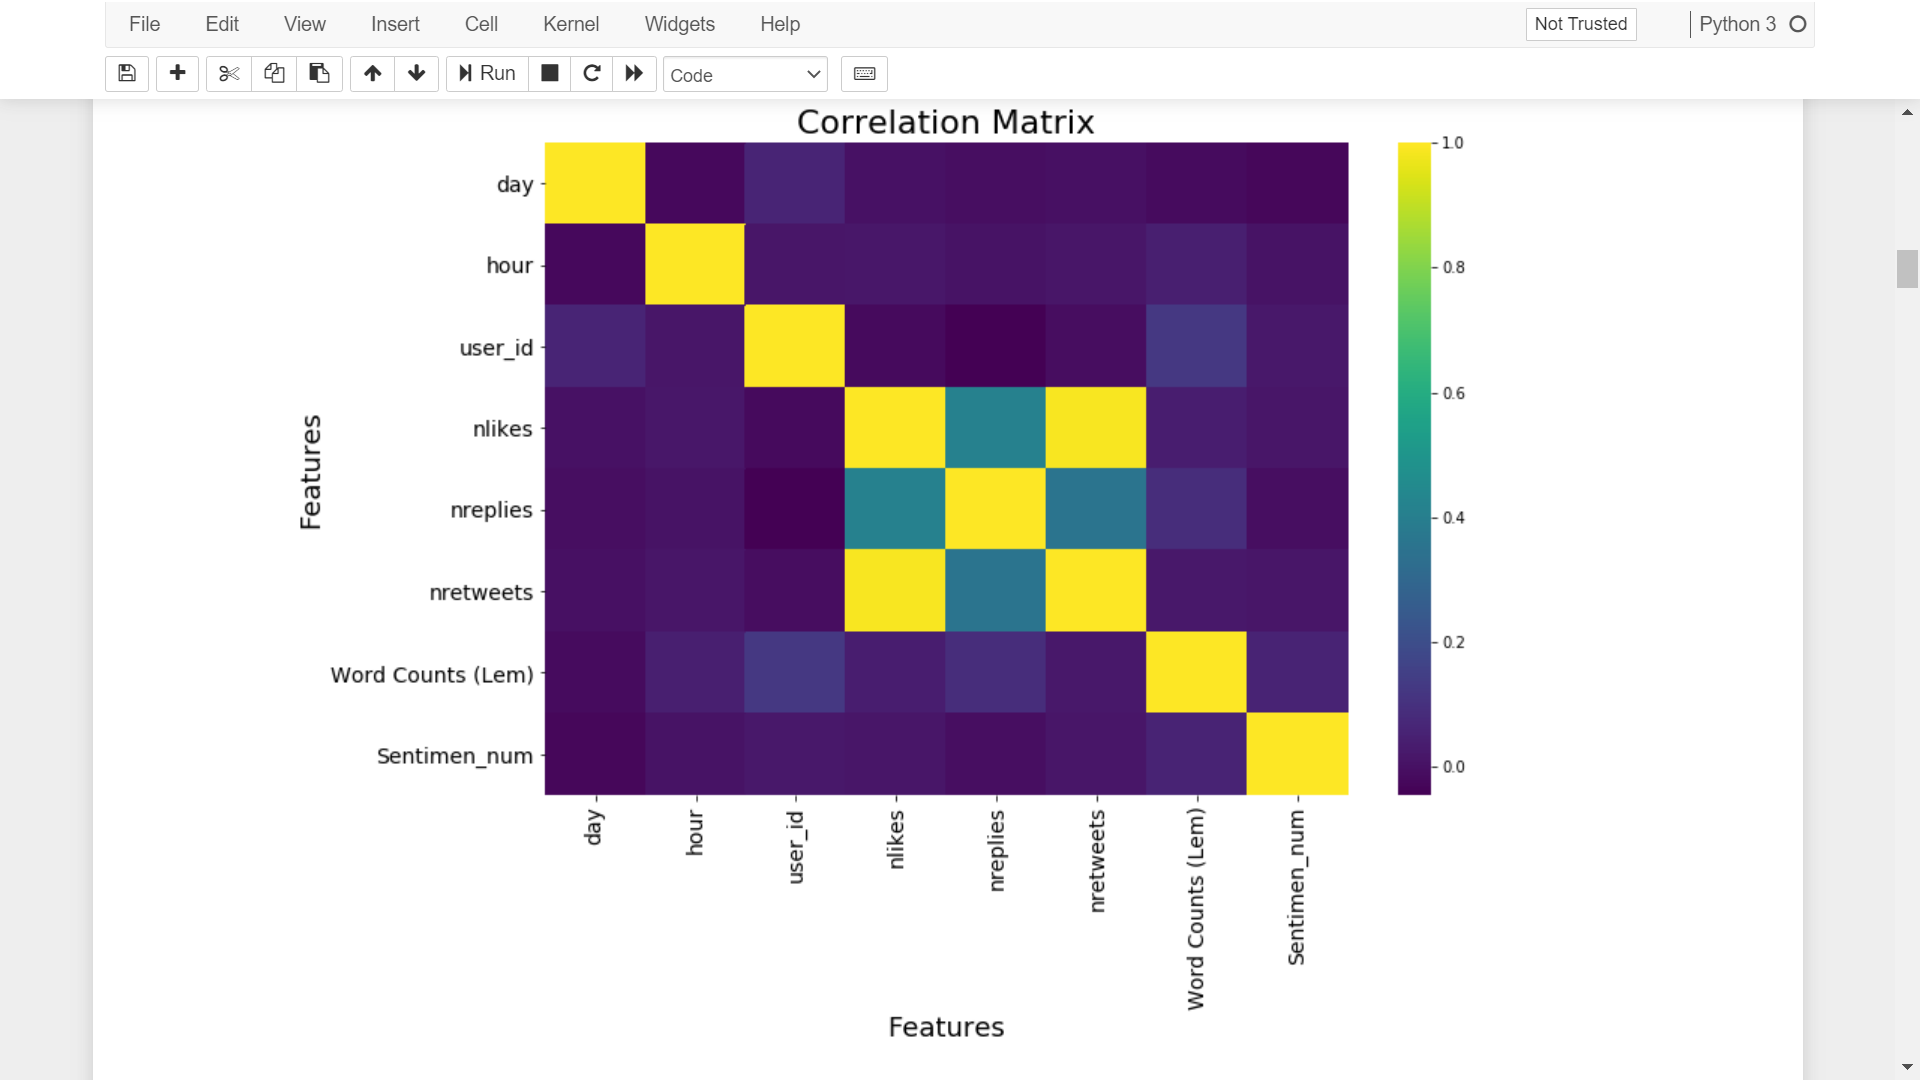 File Edit View Insert Cell Kernel Widgets Help Not Trusted Python 3
Run Code
Correlation Matrix
day
hour
user_id
nlikes
nreplies
nretweets
Word Counts (Lem)
Sentimen_num
Features
1.0
0.8
0.6
0.4
0.2
0.0
day
hour
user_id
nlikes
nreplies
nretweets
Word Counts (Lem)
Sentimen_num
Features